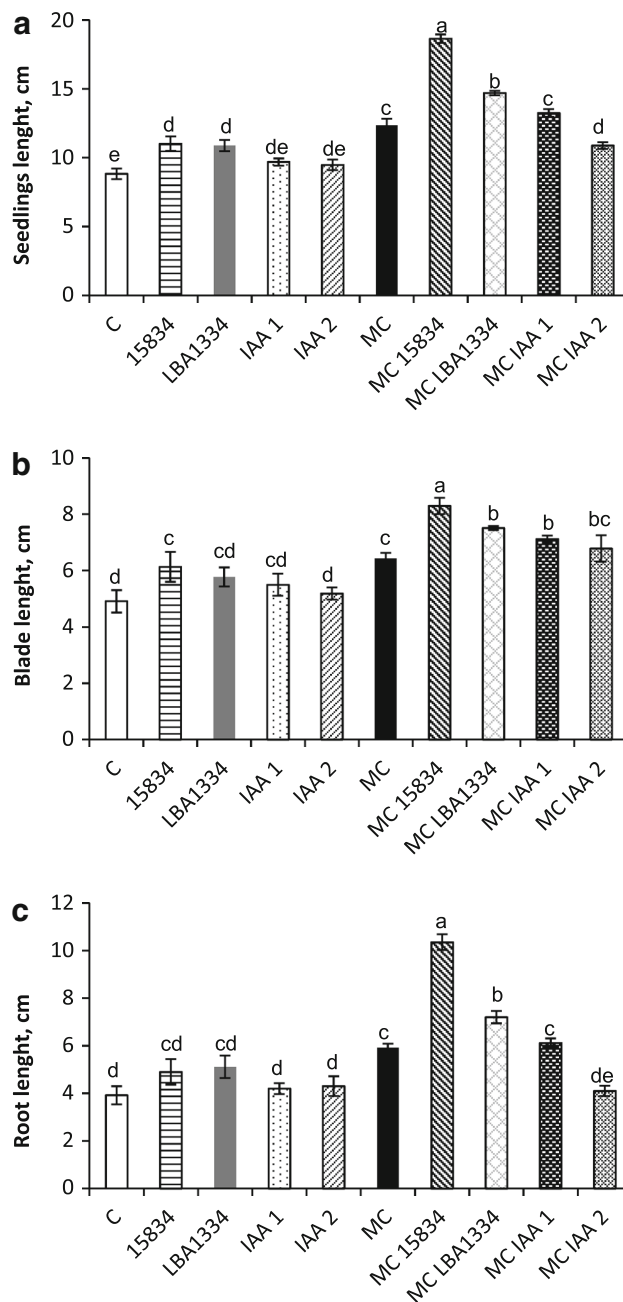 a
Seedlings lenght, cm
20
15
10
5
0
e d d de de c a b c d
C 15834 LBA1334 IAA 1 IAA 2 MC MC 15834 MC LBA1334 MC IAA 1 MC IAA 2
b
Blade lenght, cm
10
8
6
4
2
0
d c cd cd d c a b b bc
C 15834 LBA1334 IAA 1 IAA 2 MC MC 15834 MC LBA1334 MC IAA 1 MC IAA 2
c
Root lenght, cm
12
10
8
6
4
2
0
d cd cd d d c a b c de
C 15834 LBA1334 IAA 1 IAA 2 MC MC 15834 MC LBA1334 MC IAA 1 MC IAA 2